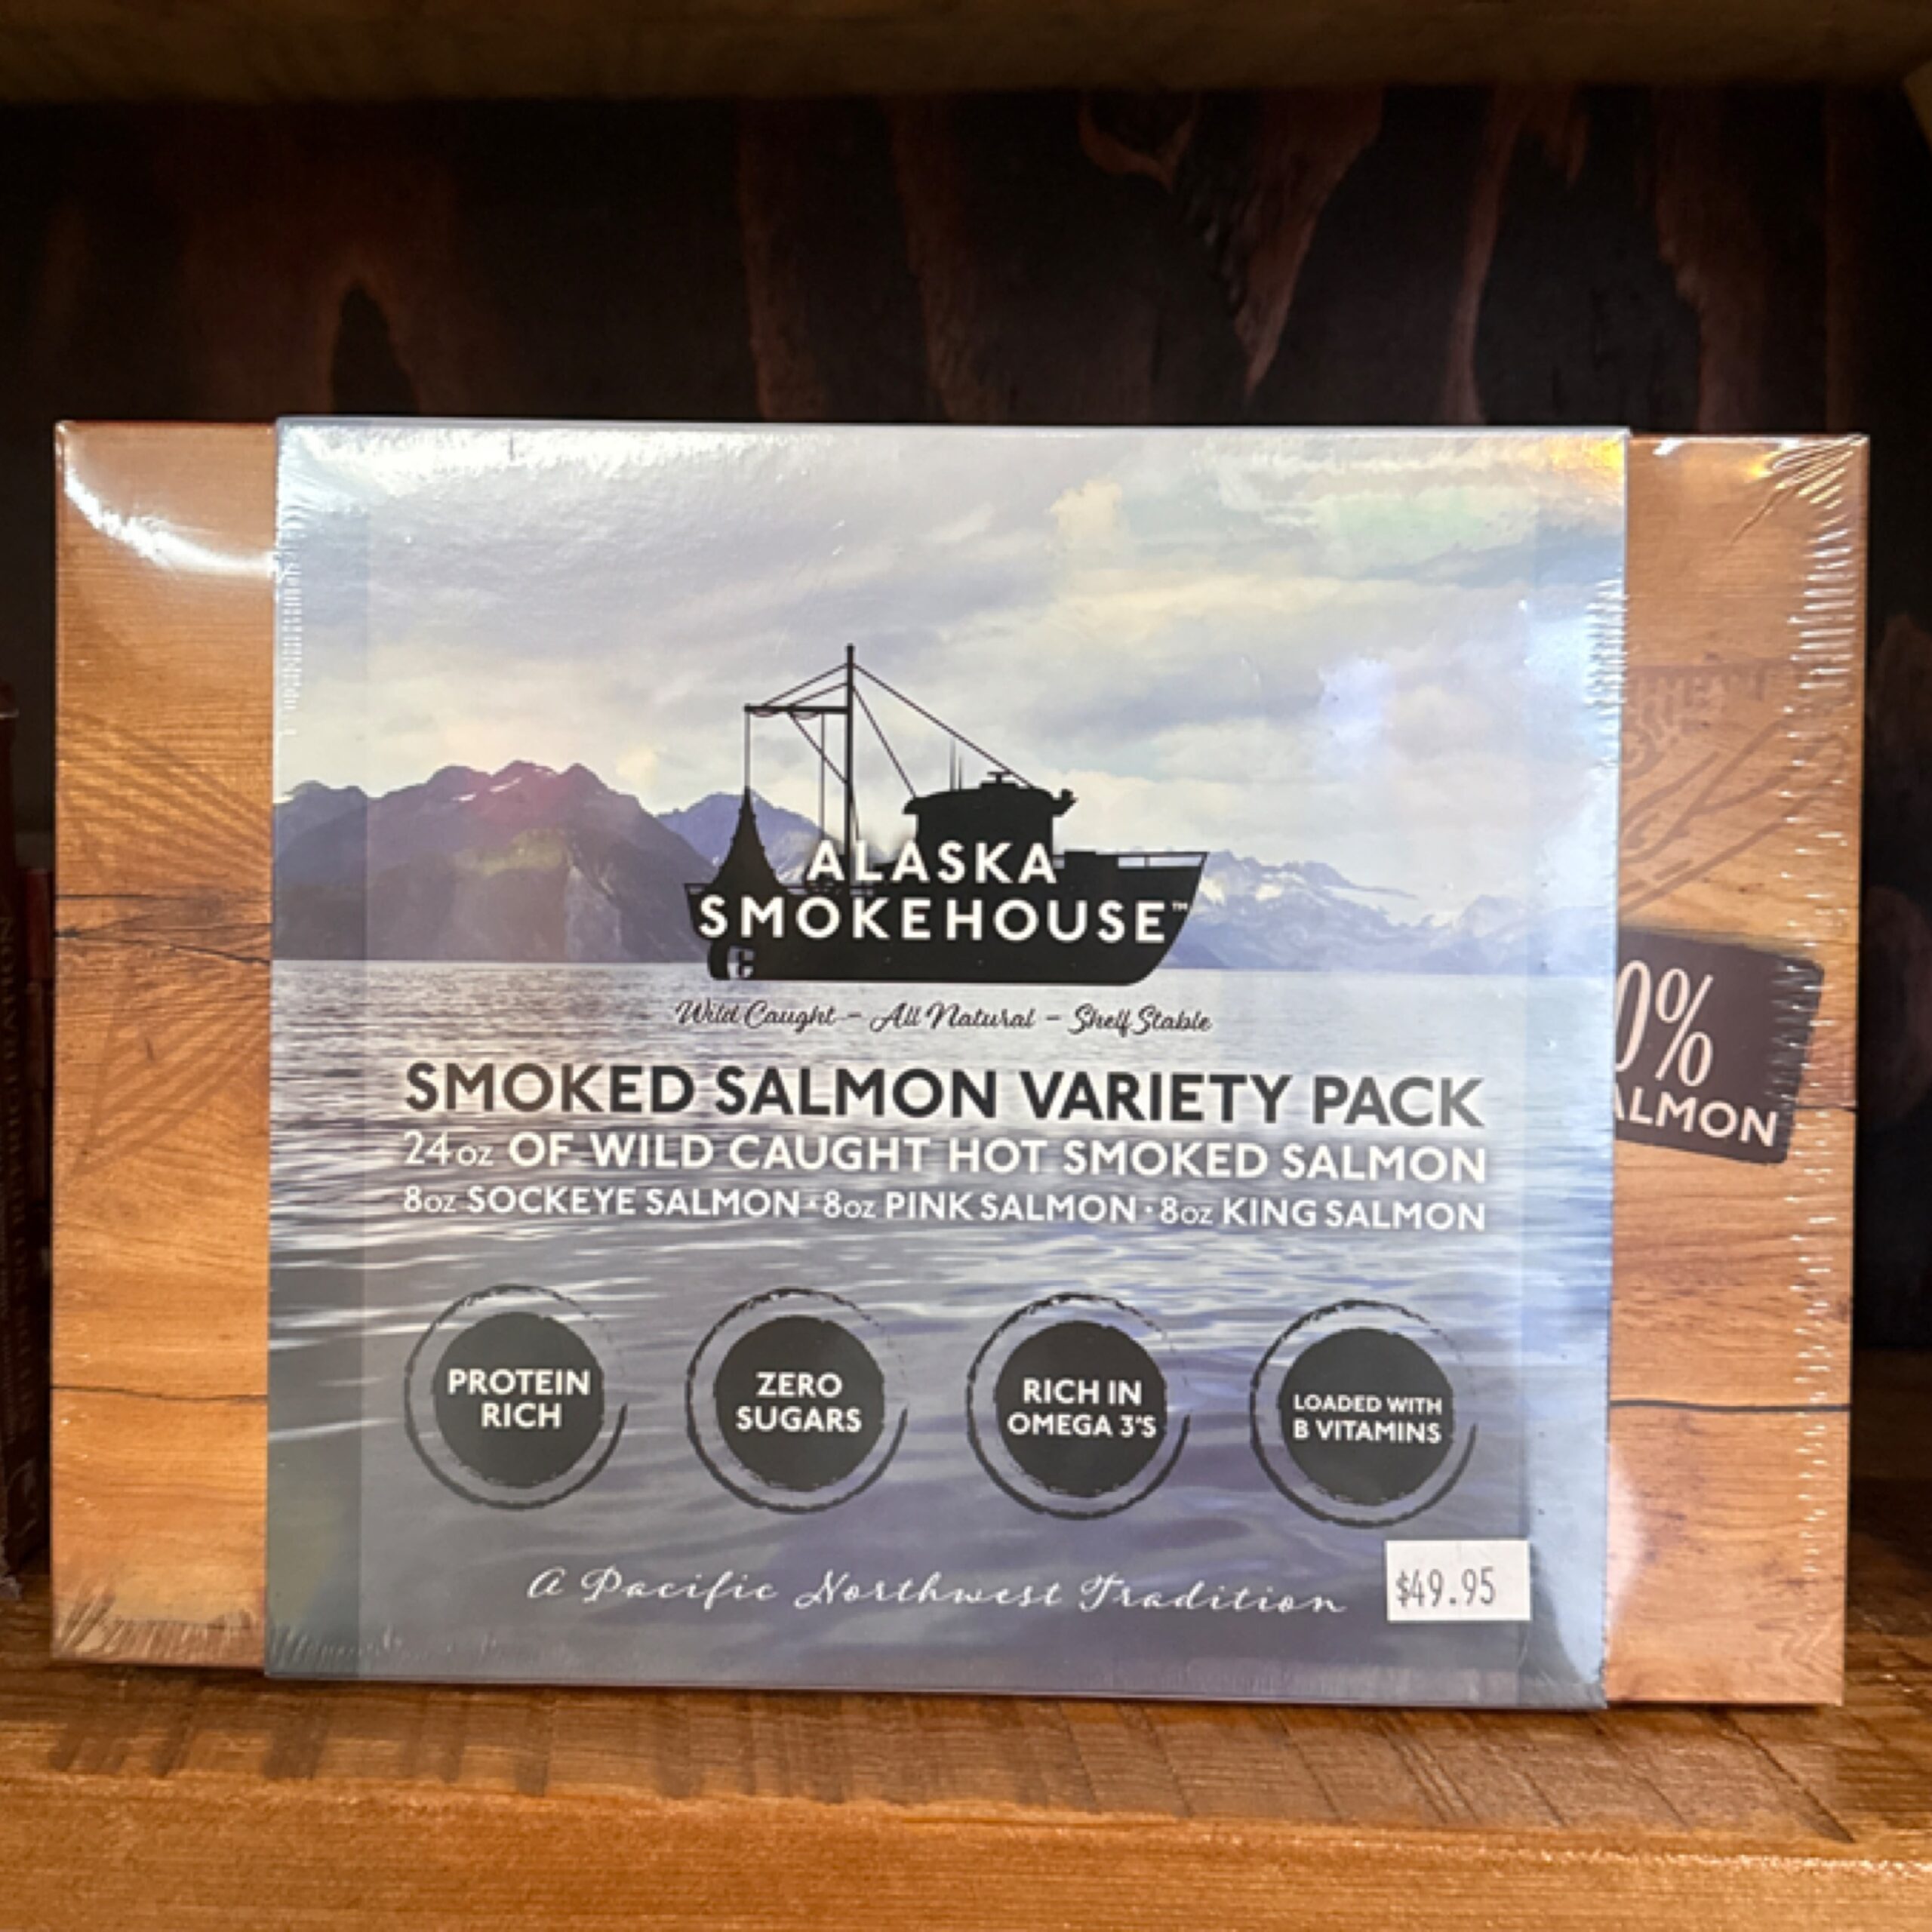 ALASKA
SMOKEHOUSE™
Wild Caught - All Natural - Shelf Stable
SMOKED SALMON VARIETY PACK
24oz OF WILD CAUGHT HOT SMOKED SALMON
8oz SOCKEYE SALMON · 8oz PINK SALMON · 8oz KING SALMON
PROTEIN
RICH
ZERO
SUGARS
RICH IN
OMEGA 3'S
LOADED WITH
B VITAMINS
A Pacific Northwest Tradition
$49.95
0%
ALMON